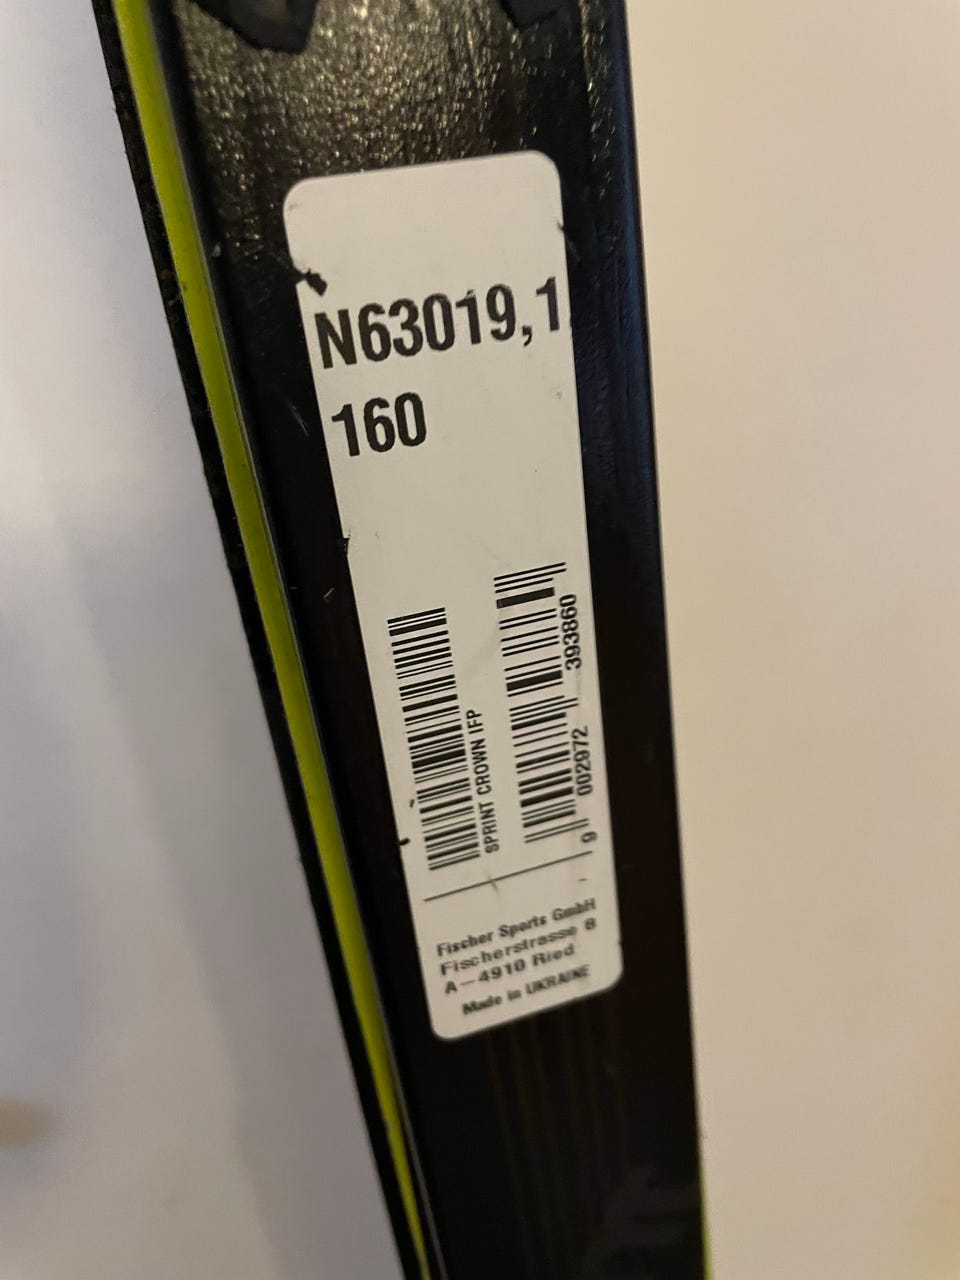 N63019,1
160
SPRINT CROWN IFP
9 002972 393860
Fischer Sports GmbH
Fischerstrasse 8
A-4910 Ried
Made in UKRAINE